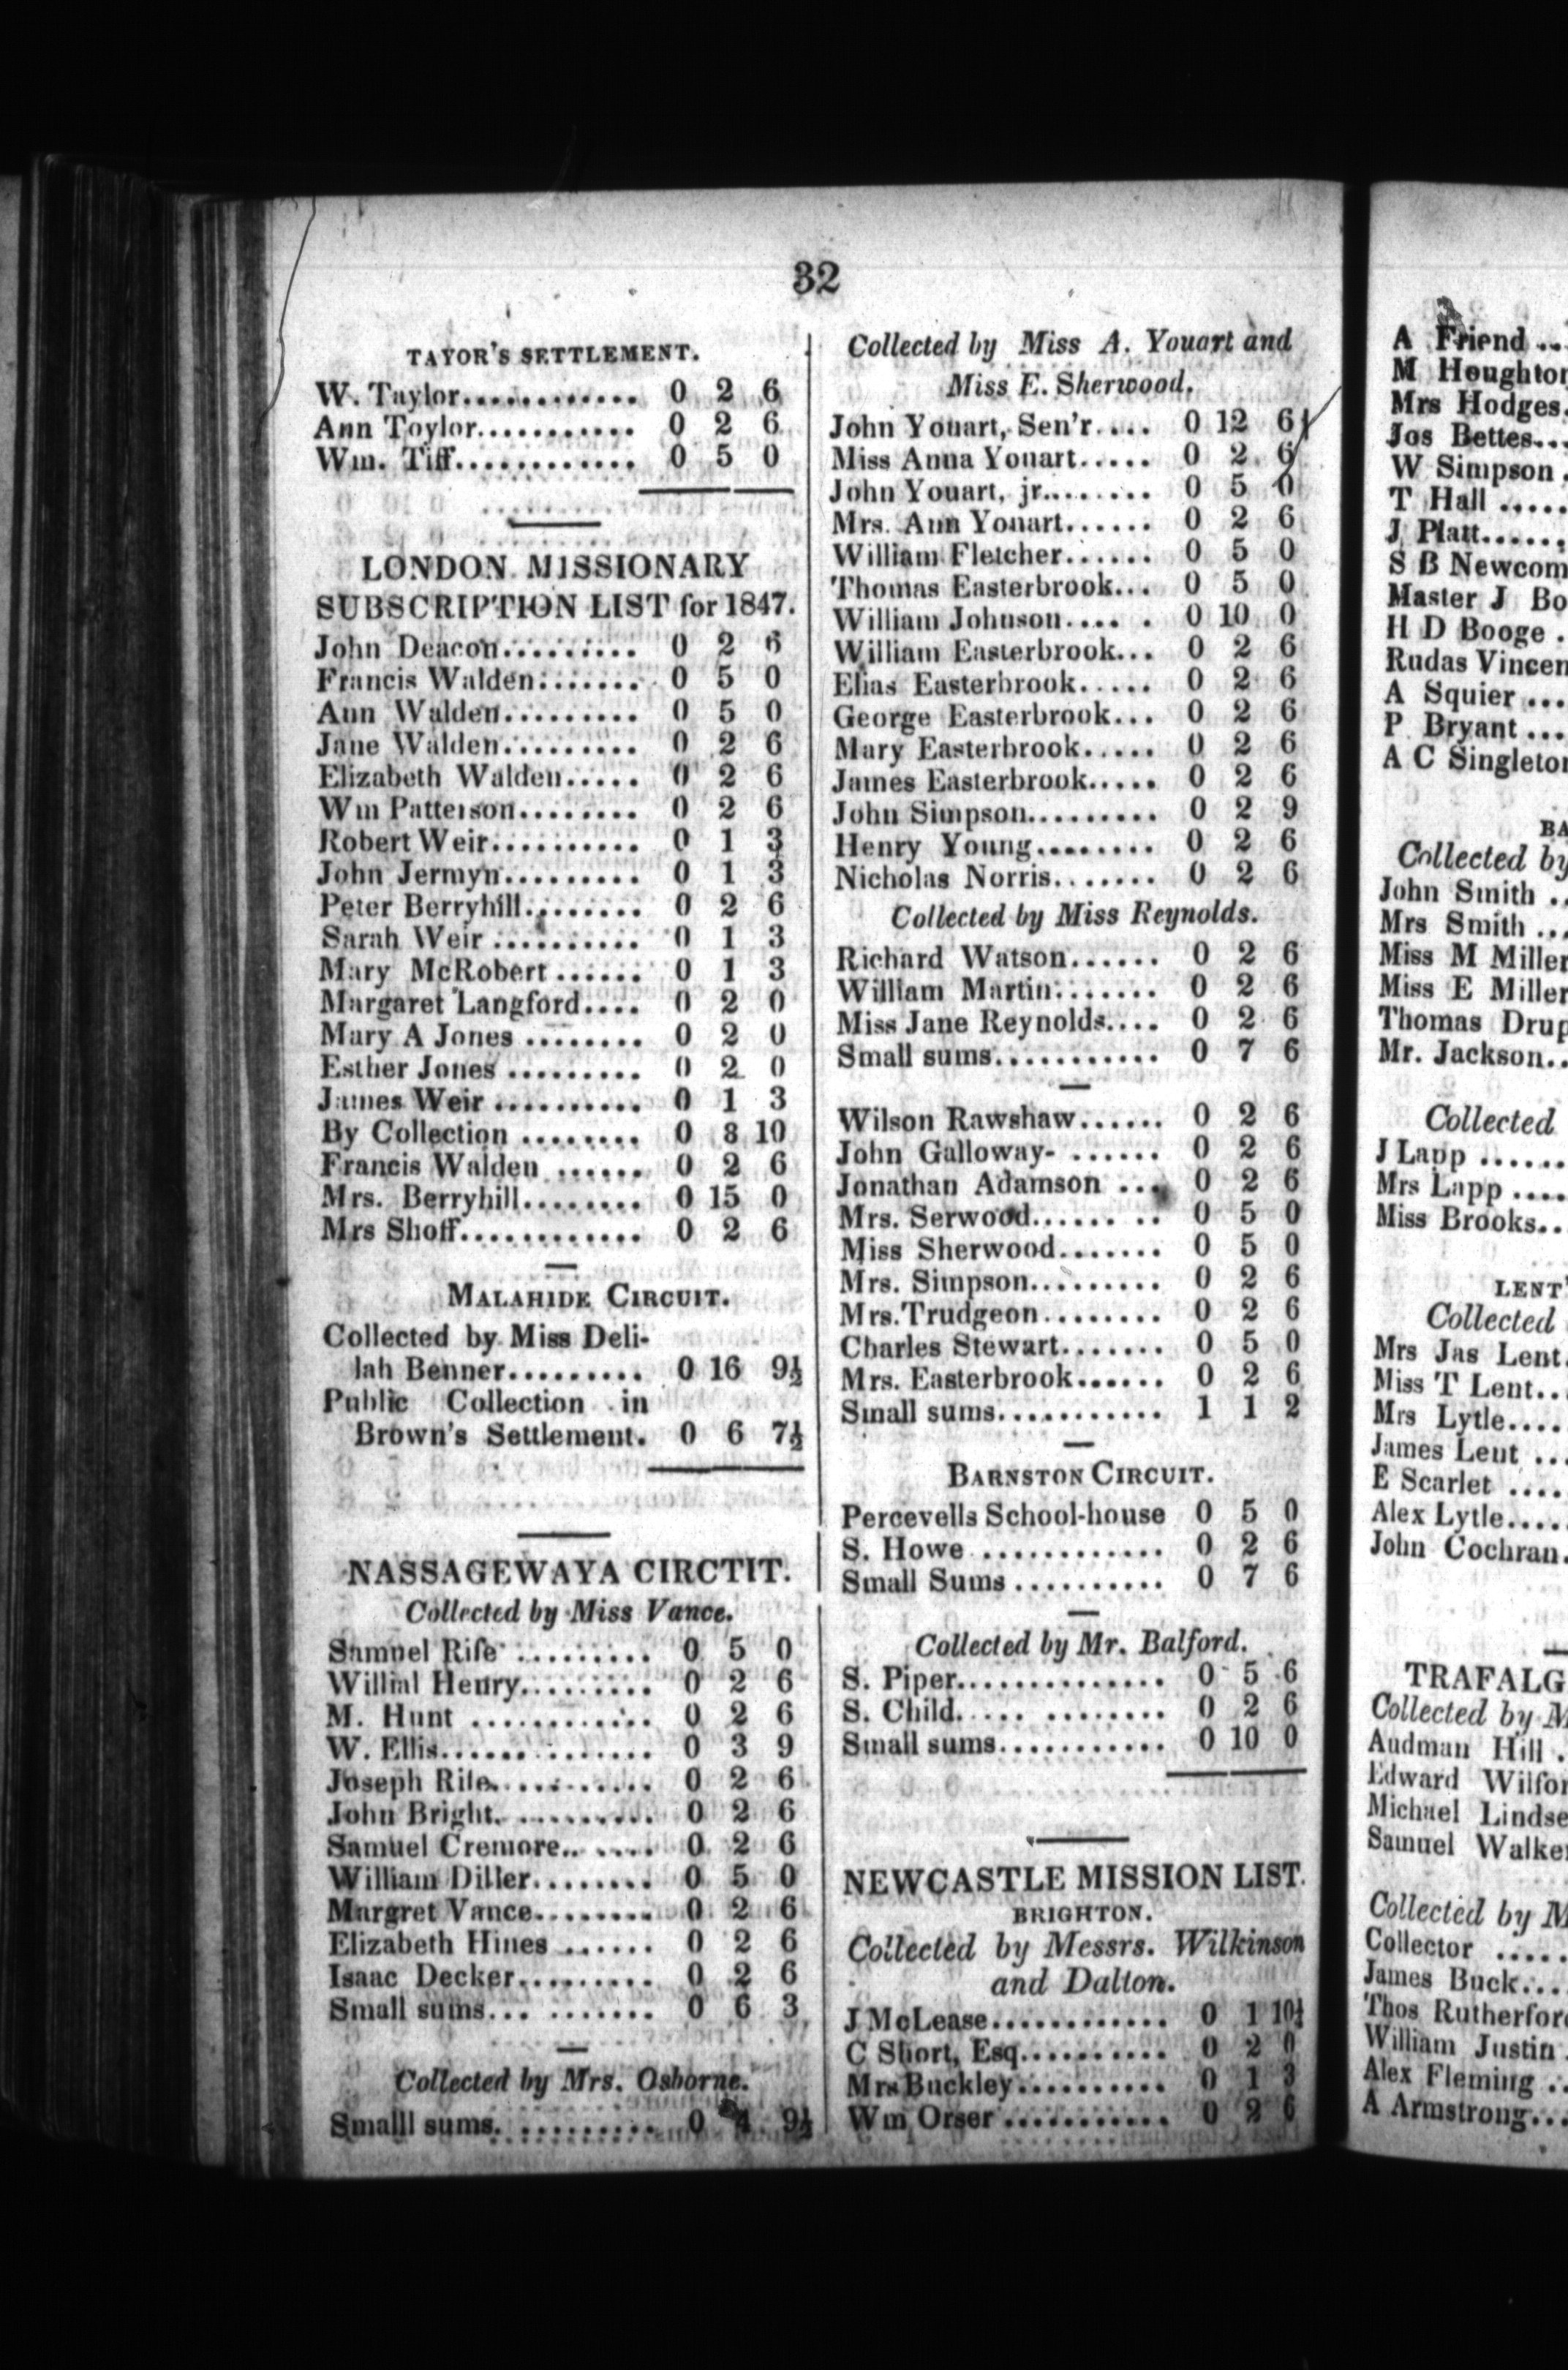 32
TAYOR'S SETTLEMENT.
W. Taylor............ 0 2 6
Ann Toylor........... 0 2 6
Wm. Tiff............. 0 5 0
LONDON MISSIONARY
SUBSCRIPTION LIST for 1847.
John Deacon.......... 0 2 6
Francis Walden....... 0 5 0
Ann Walden......... 0 5 0
Jane Walden......... 0 2 6
Elizabeth Walden..... 0 2 6
Wm Patterson........ 0 2 6
Robert Weir.......... 0 1 3
John Jermyn......... 0 1 3
Peter Berryhill........ 0 2 6
Sarah Weir .......... 0 1 3
Mary McRobert ...... 0 1 3
Margaret Langford.... 0 2 0
Mary A Jones ........ 0 2 0
Esther Jones ......... 0 2 0
James Weir .......... 0 1 3
By Collection ........ 0 8 10
Francis Walden ...... 0 2 6
Mrs. Berryhill........ 0 15 0
Mrs Shoff............. 0 2 6
MALAHIDE CIRCUIT.
Collected by Miss Deli-
lah Benner......... 0 16 9½
Public Collection in
Brown's Settlement. 0 6 7½
NASSAGEWAYA CIRCTIT.
Collected by Miss Vance.
Samuel Rife ......... 0 5 0
Willial Henry......... 0 2 6
M. Hunt ............ 0 2 6
W. Ellis.............. 0 3 9
Joseph Rife.......... 0 2 6
John Bright. ......... 0 2 6
Samuel Cremore.. .... 0 2 6
William Diller........ 0 5 0
Margret Vance........ 0 2 6
Elizabeth Hines ...... 0 2 6
Isaac Decker......... 0 2 6
Small sums... ....... 0 6 3
Collected by Mrs. Osborne.
Smalll sums. ......... 0 4 9½
Collected by Miss A. Youart and
Miss E. Sherwood.
John Youart, Sen'r.... 0 12 6
Miss Anna Youart..... 0 2 6
John Youart, jr........ 0 5 0
Mrs. Ann Youart...... 0 2 6
William Fletcher...... 0 5 0
Thomas Easterbrook... 0 5 0
William Johnson.... . 0 10 0
William Easterbrook... 0 2 6
Elias Easterbrook..... 0 2 6
George Easterbrook... 0 2 6
Mary Easterbrook..... 0 2 6
James Easterbrook..... 0 2 6
John Simpson......... 0 2 9
Henry Young........ 0 2 6
Nicholas Norris....... 0 2 6
Collected by Miss Reynolds.
Richard Watson...... 0 2 6
William Martin....... 0 2 6
Miss Jane Reynolds.... 0 2 6
Small sums........... 0 7 6
Wilson Rawshaw...... 0 2 6
John Galloway- ...... 0 2 6
Jonathan Adamson ... 0 2 6
Mrs. Serwood...... .. 0 5 0
Miss Sherwood....... 0 5 0
Mrs. Simpson......... 0 2 6
Mrs. Trudgeon........ 0 2 6
Charles Stewart....... 0 5 0
Mrs. Easterbrook...... 0 2 6
Small sums........... 1 1 2
BARNSTON CIRCUIT.
Percevells School-house 0 5 0
S. Howe ............ 0 2 6
Small Sums .......... 0 7 6
Collected by Mr. Balford.
S. Piper.............. 0 5 6
S. Child..... ........ 0 2 6
Small sums........... 0 10 0
NEWCASTLE MISSION LIST.
BRIGHTON.
Collected by Messrs. Wilkinson
and Dalton.
J McLease............ 0 1 10½
C Short, Esq.......... 0 2 0
Mrs Buckley.......... 0 1 3
Wm Orser ........... 0 2 6
A Friend ..
M Houghton
Mrs Hodges.
Jos Bettes...
W Simpson .
T Hall .....
J Platt......
S B Newcom
Master J Bo
H D Booge .
Rudas Vincen
A Squier ...
P Bryant ...
A C Singleton
BA
Collected by
John Smith ..
Mrs Smith ...
Miss M Miller
Miss E Miller
Thomas Drup
Mr. Jackson..
Collected
J Lapp ......
Mrs Lapp ....
Miss Brooks..
LENT'
Collected
Mrs Jas Lent.
Miss T Lent..
Mrs Lytle....
James Lent ...
E Scarlet ....
Alex Lytle....
John Cochran.
TRAFALG
Collected by M
Audman Hill .
Edward Wilfor
Michael Lindse
Samuel Walker
Collected by M
Collector .....
James Buck...
Thos Rutherford
William Justin.
Alex Fleming ..
A Armstrong...